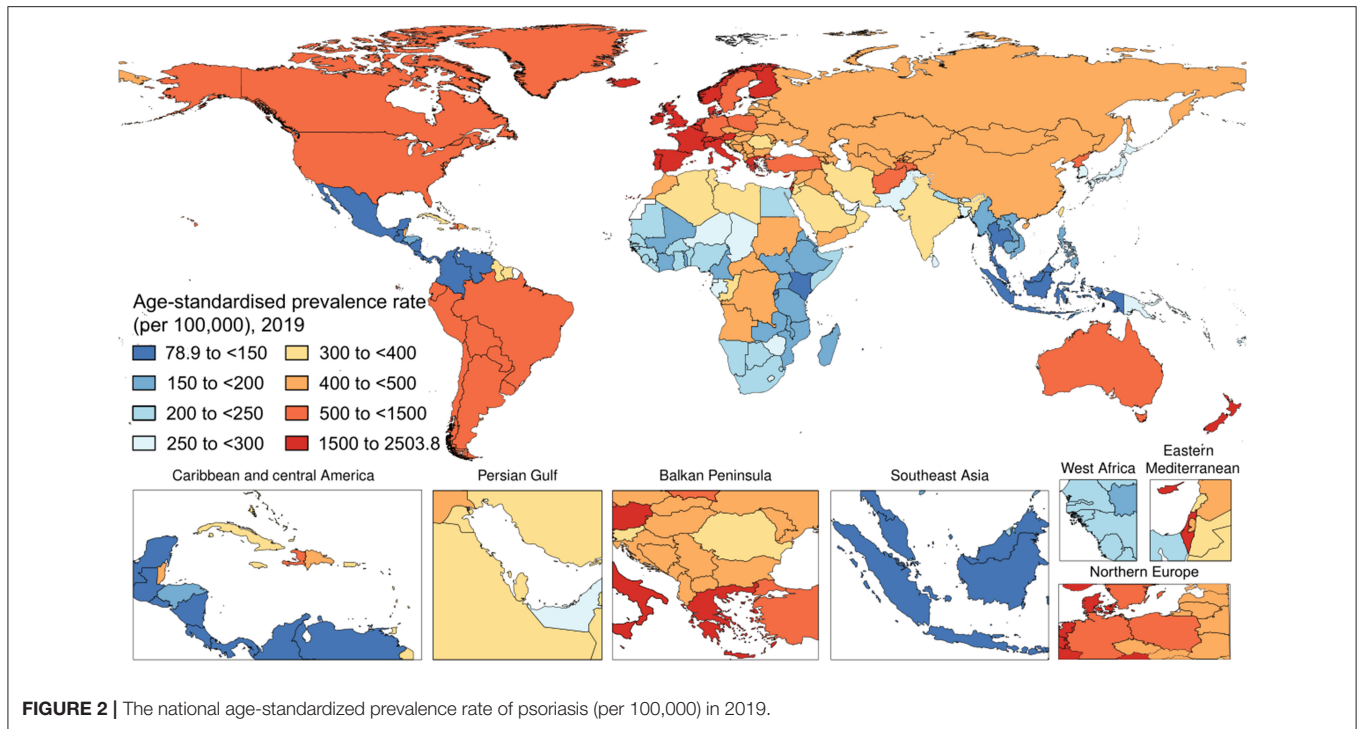 Age-standardised prevalence rate
(per 100,000), 2019
78.9 to <150
150 to <200
200 to <250
250 to <300
300 to <400
400 to <500
500 to <1500
1500 to 2503.8
Caribbean and central America
Persian Gulf
Balkan Peninsula
Southeast Asia
West Africa
Eastern
Mediterranean
Northern Europe
FIGURE 2 | The national age-standardized prevalence rate of psoriasis (per 100,000) in 2019.